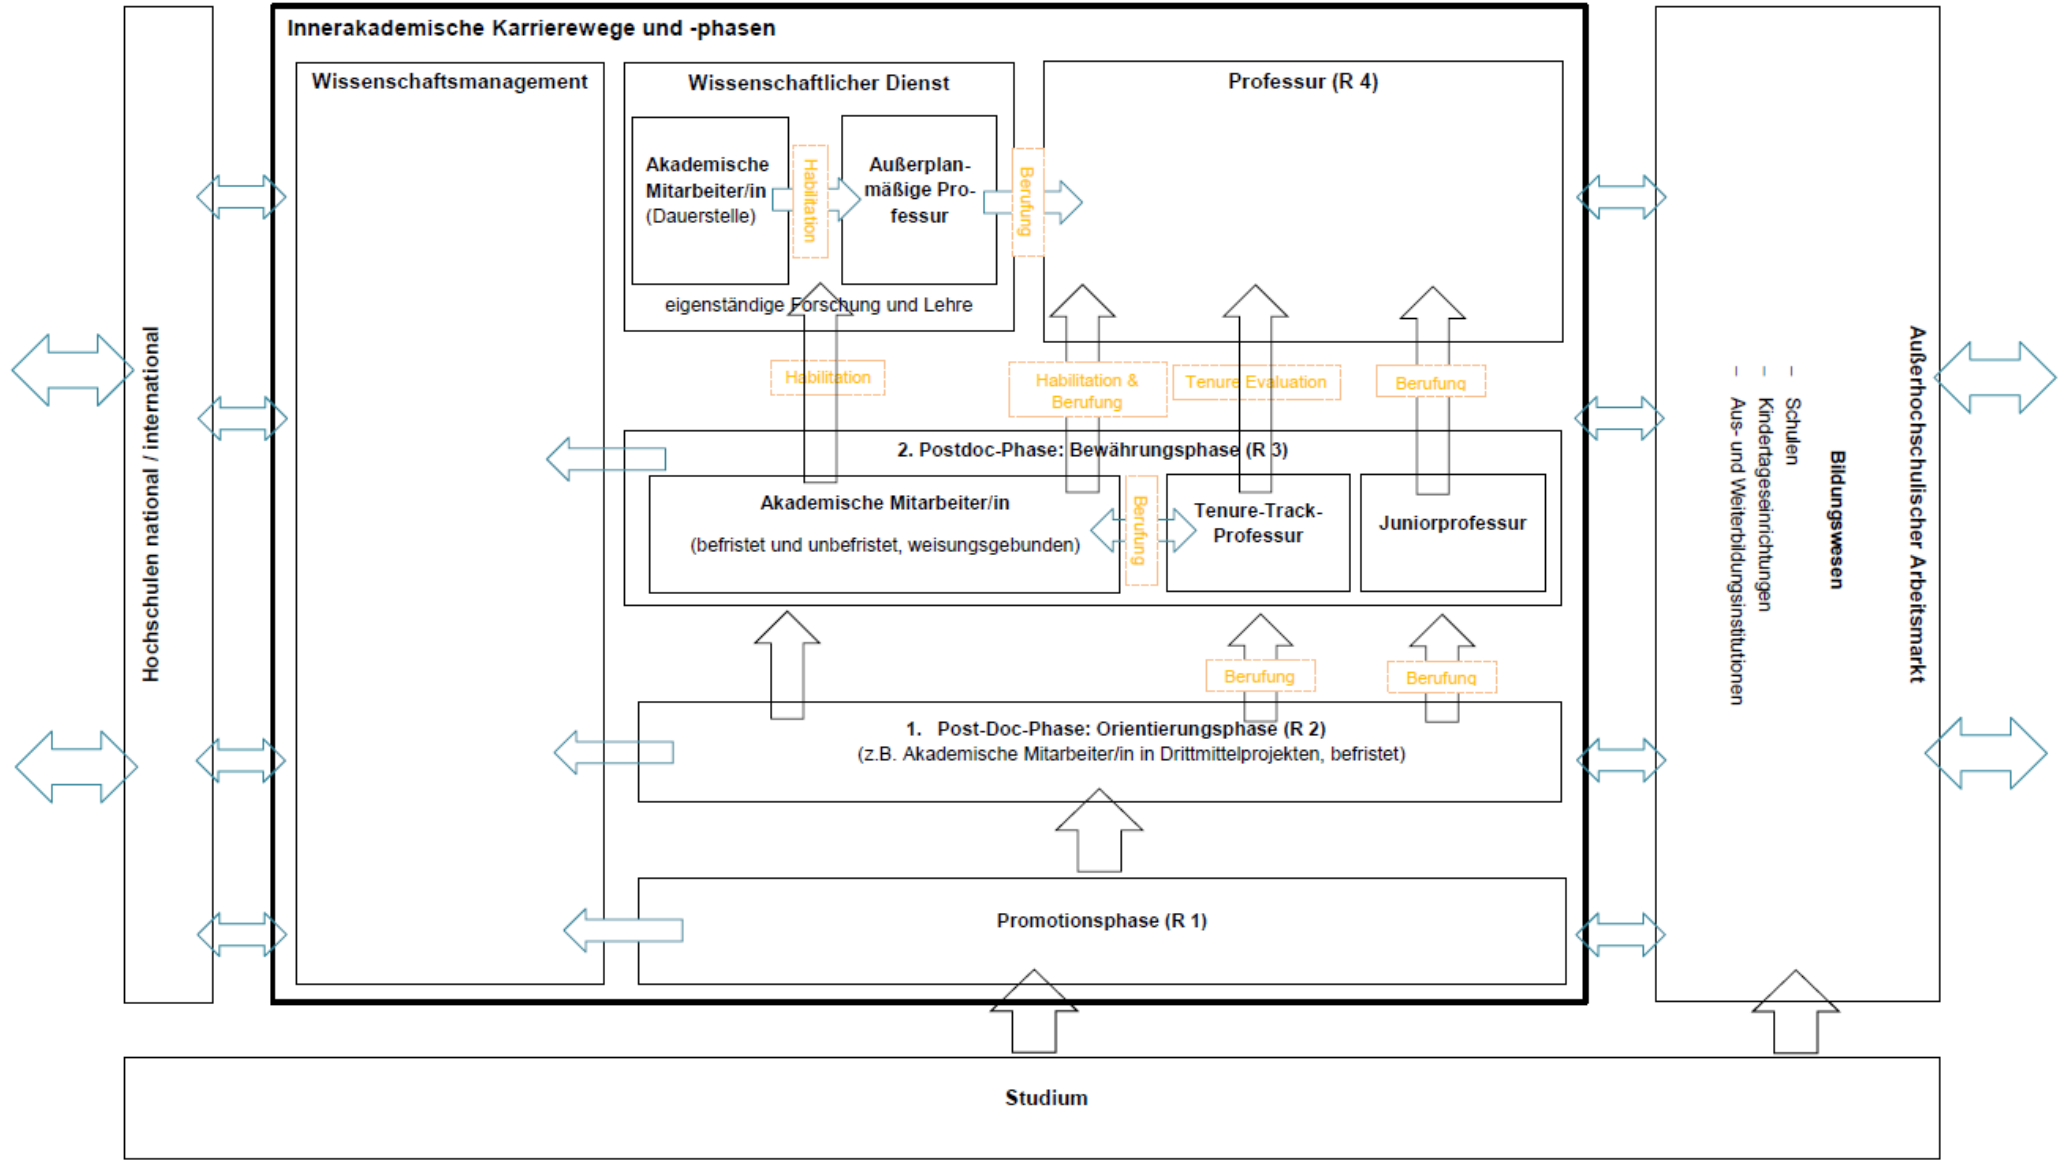 Innerakademische Karrierewege und -phasen
Hochschulen national / international
Wissenschaftsmanagement
Wissenschaftlicher Dienst
Akademische
Mitarbeiter/in
(Dauerstelle)
Habilitation
Außerplan-
mäßige Pro-
fessur
eigenständige Forschung und Lehre
Berufung
Professur (R 4)
Habilitation
Habilitation &
Berufung
Tenure Evaluation
Berufung
2. Postdoc-Phase: Bewährungsphase (R 3)
Akademische Mitarbeiter/in
(befristet und unbefristet, weisungsgebunden)
Berufung
Tenure-Track-
Professur
Juniorprofessur
Berufung
Berufung
1. Post-Doc-Phase: Orientierungsphase (R 2)
(z.B. Akademische Mitarbeiter/in in Drittmittelprojekten, befristet)
Promotionsphase (R 1)
Außerhochschulischer Arbeitsmarkt
Bildungswesen
– Schulen
– Kindertageseinrichtungen
– Aus- und Weiterbildungsinstitutionen
Studium